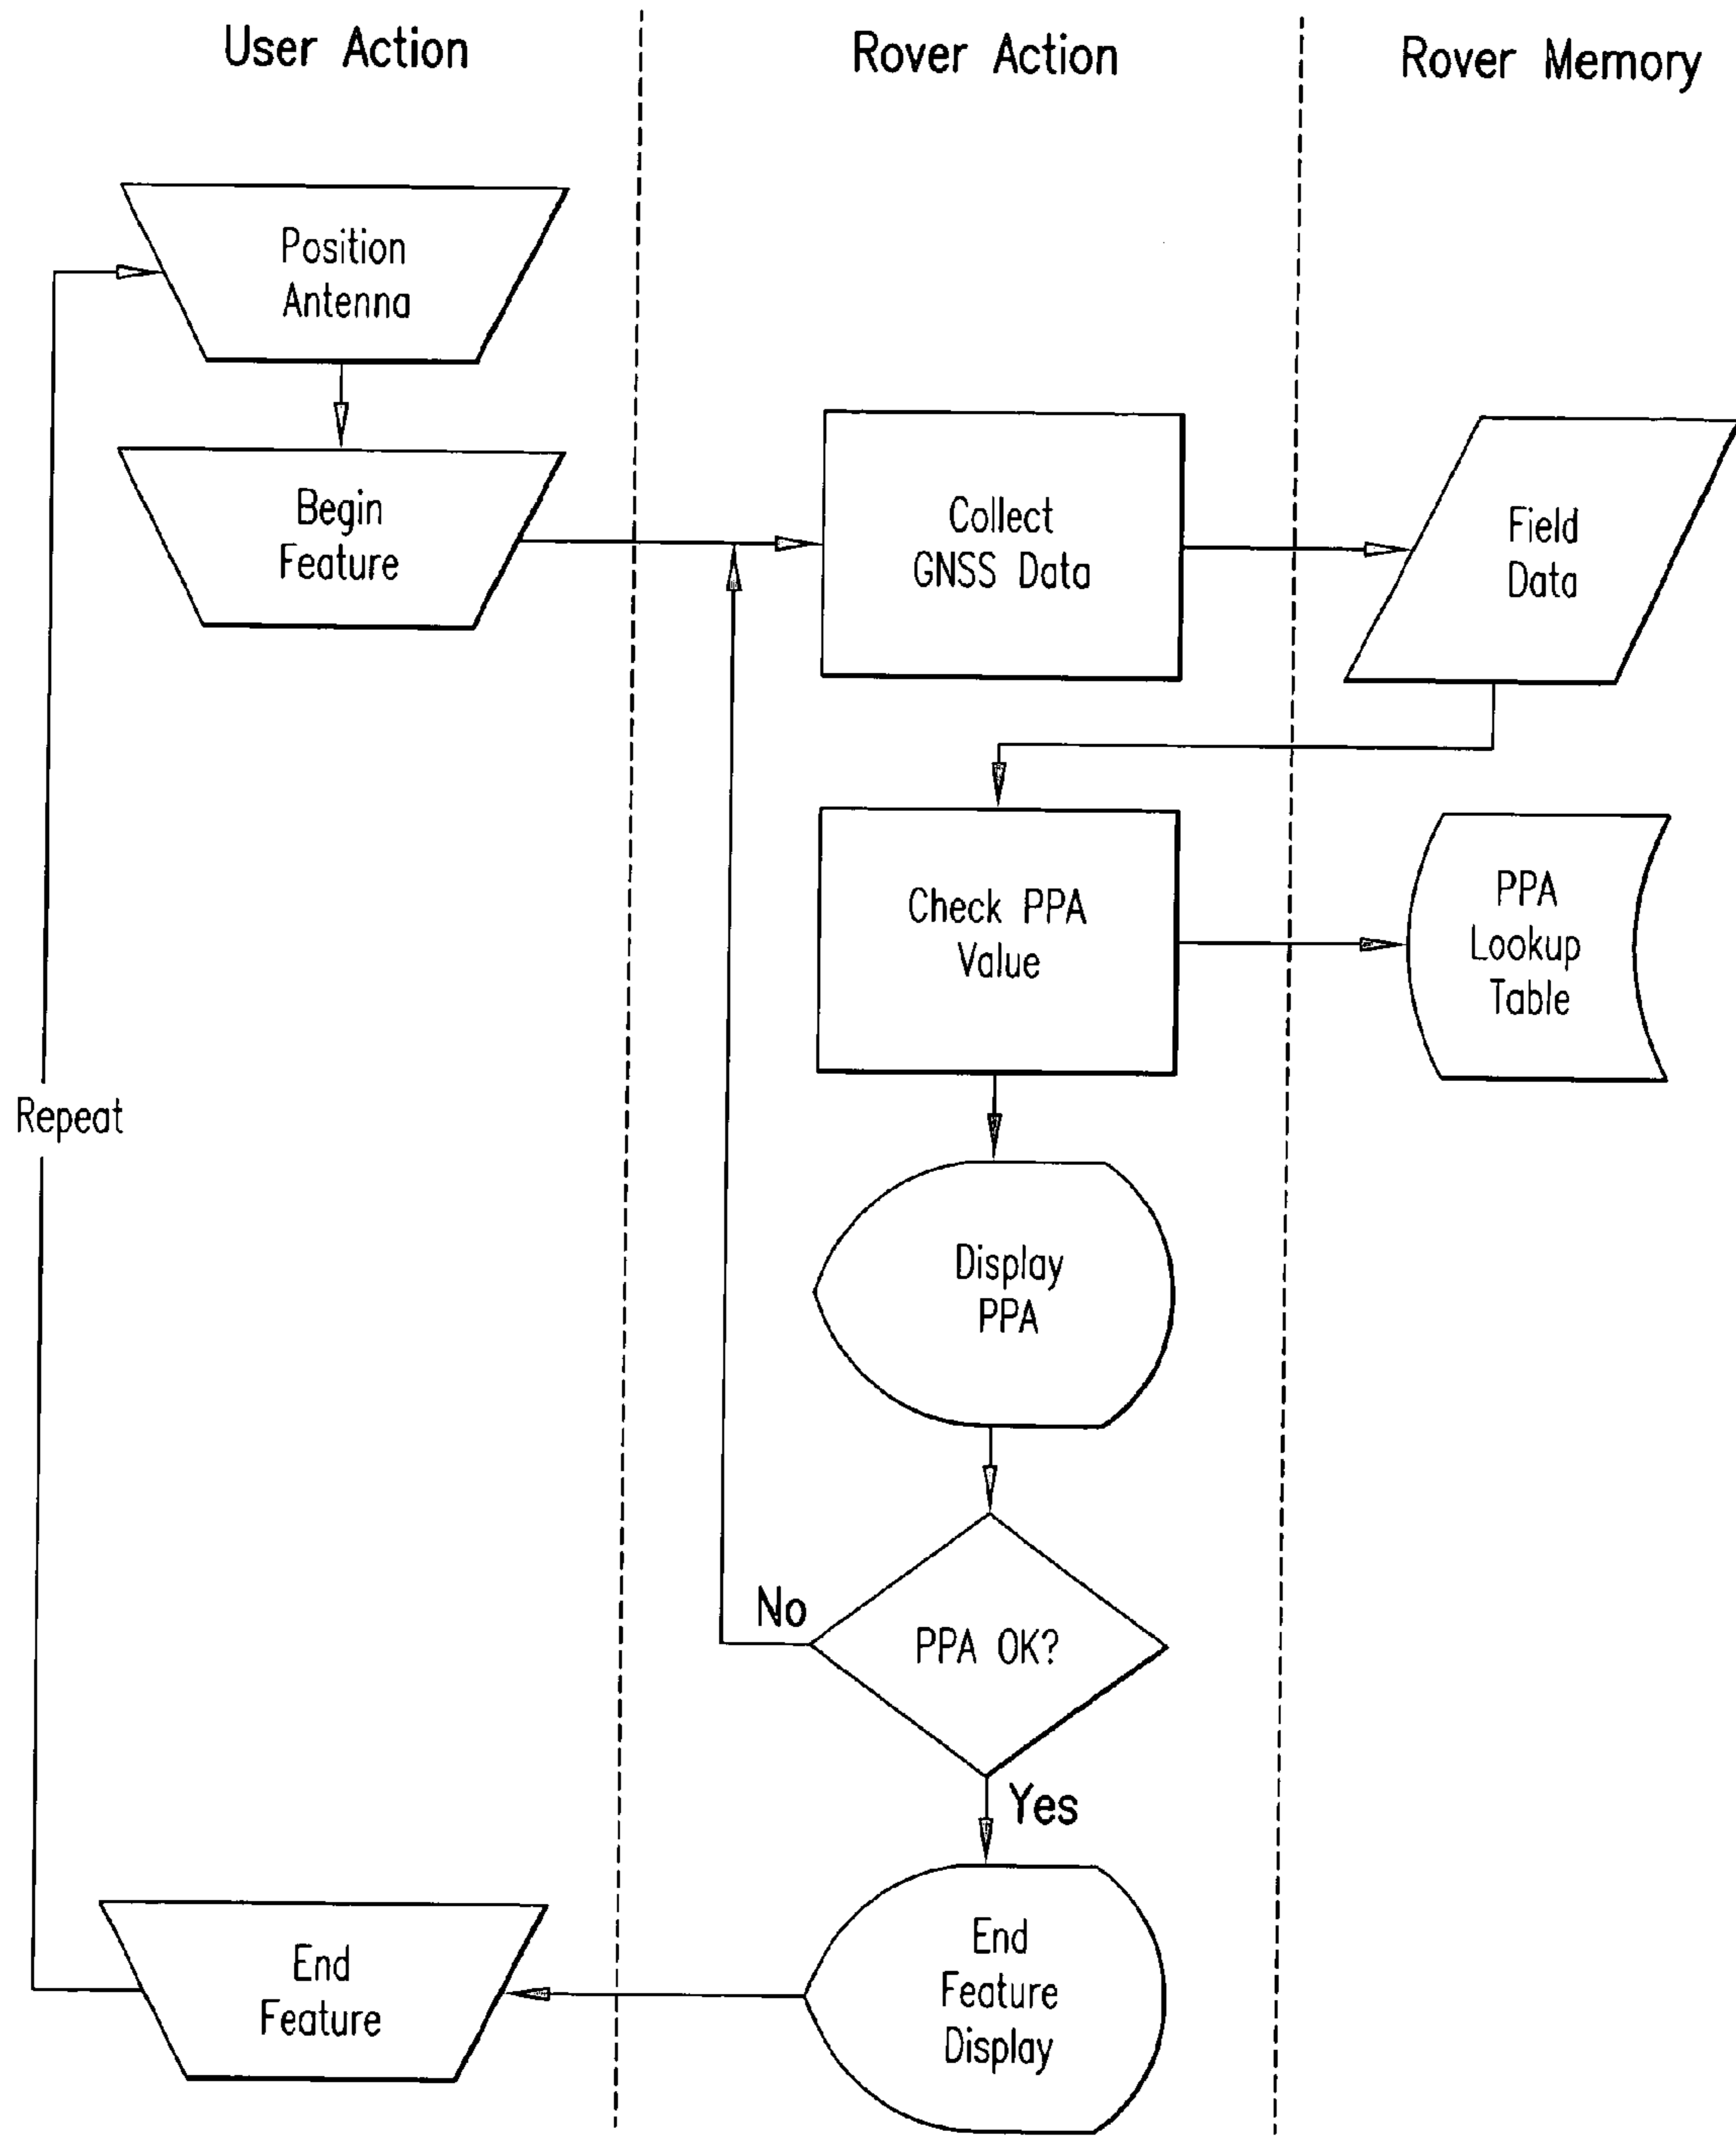 User Action
Rover Action
Rover Memory
Position
Antenna
Begin
Feature
Collect
GNSS Data
Field
Data
Check PPA
Value
PPA
Lookup
Table
Repeat
Display
PPA
No
PPA OK?
Yes
End
Feature
Display
End
Feature